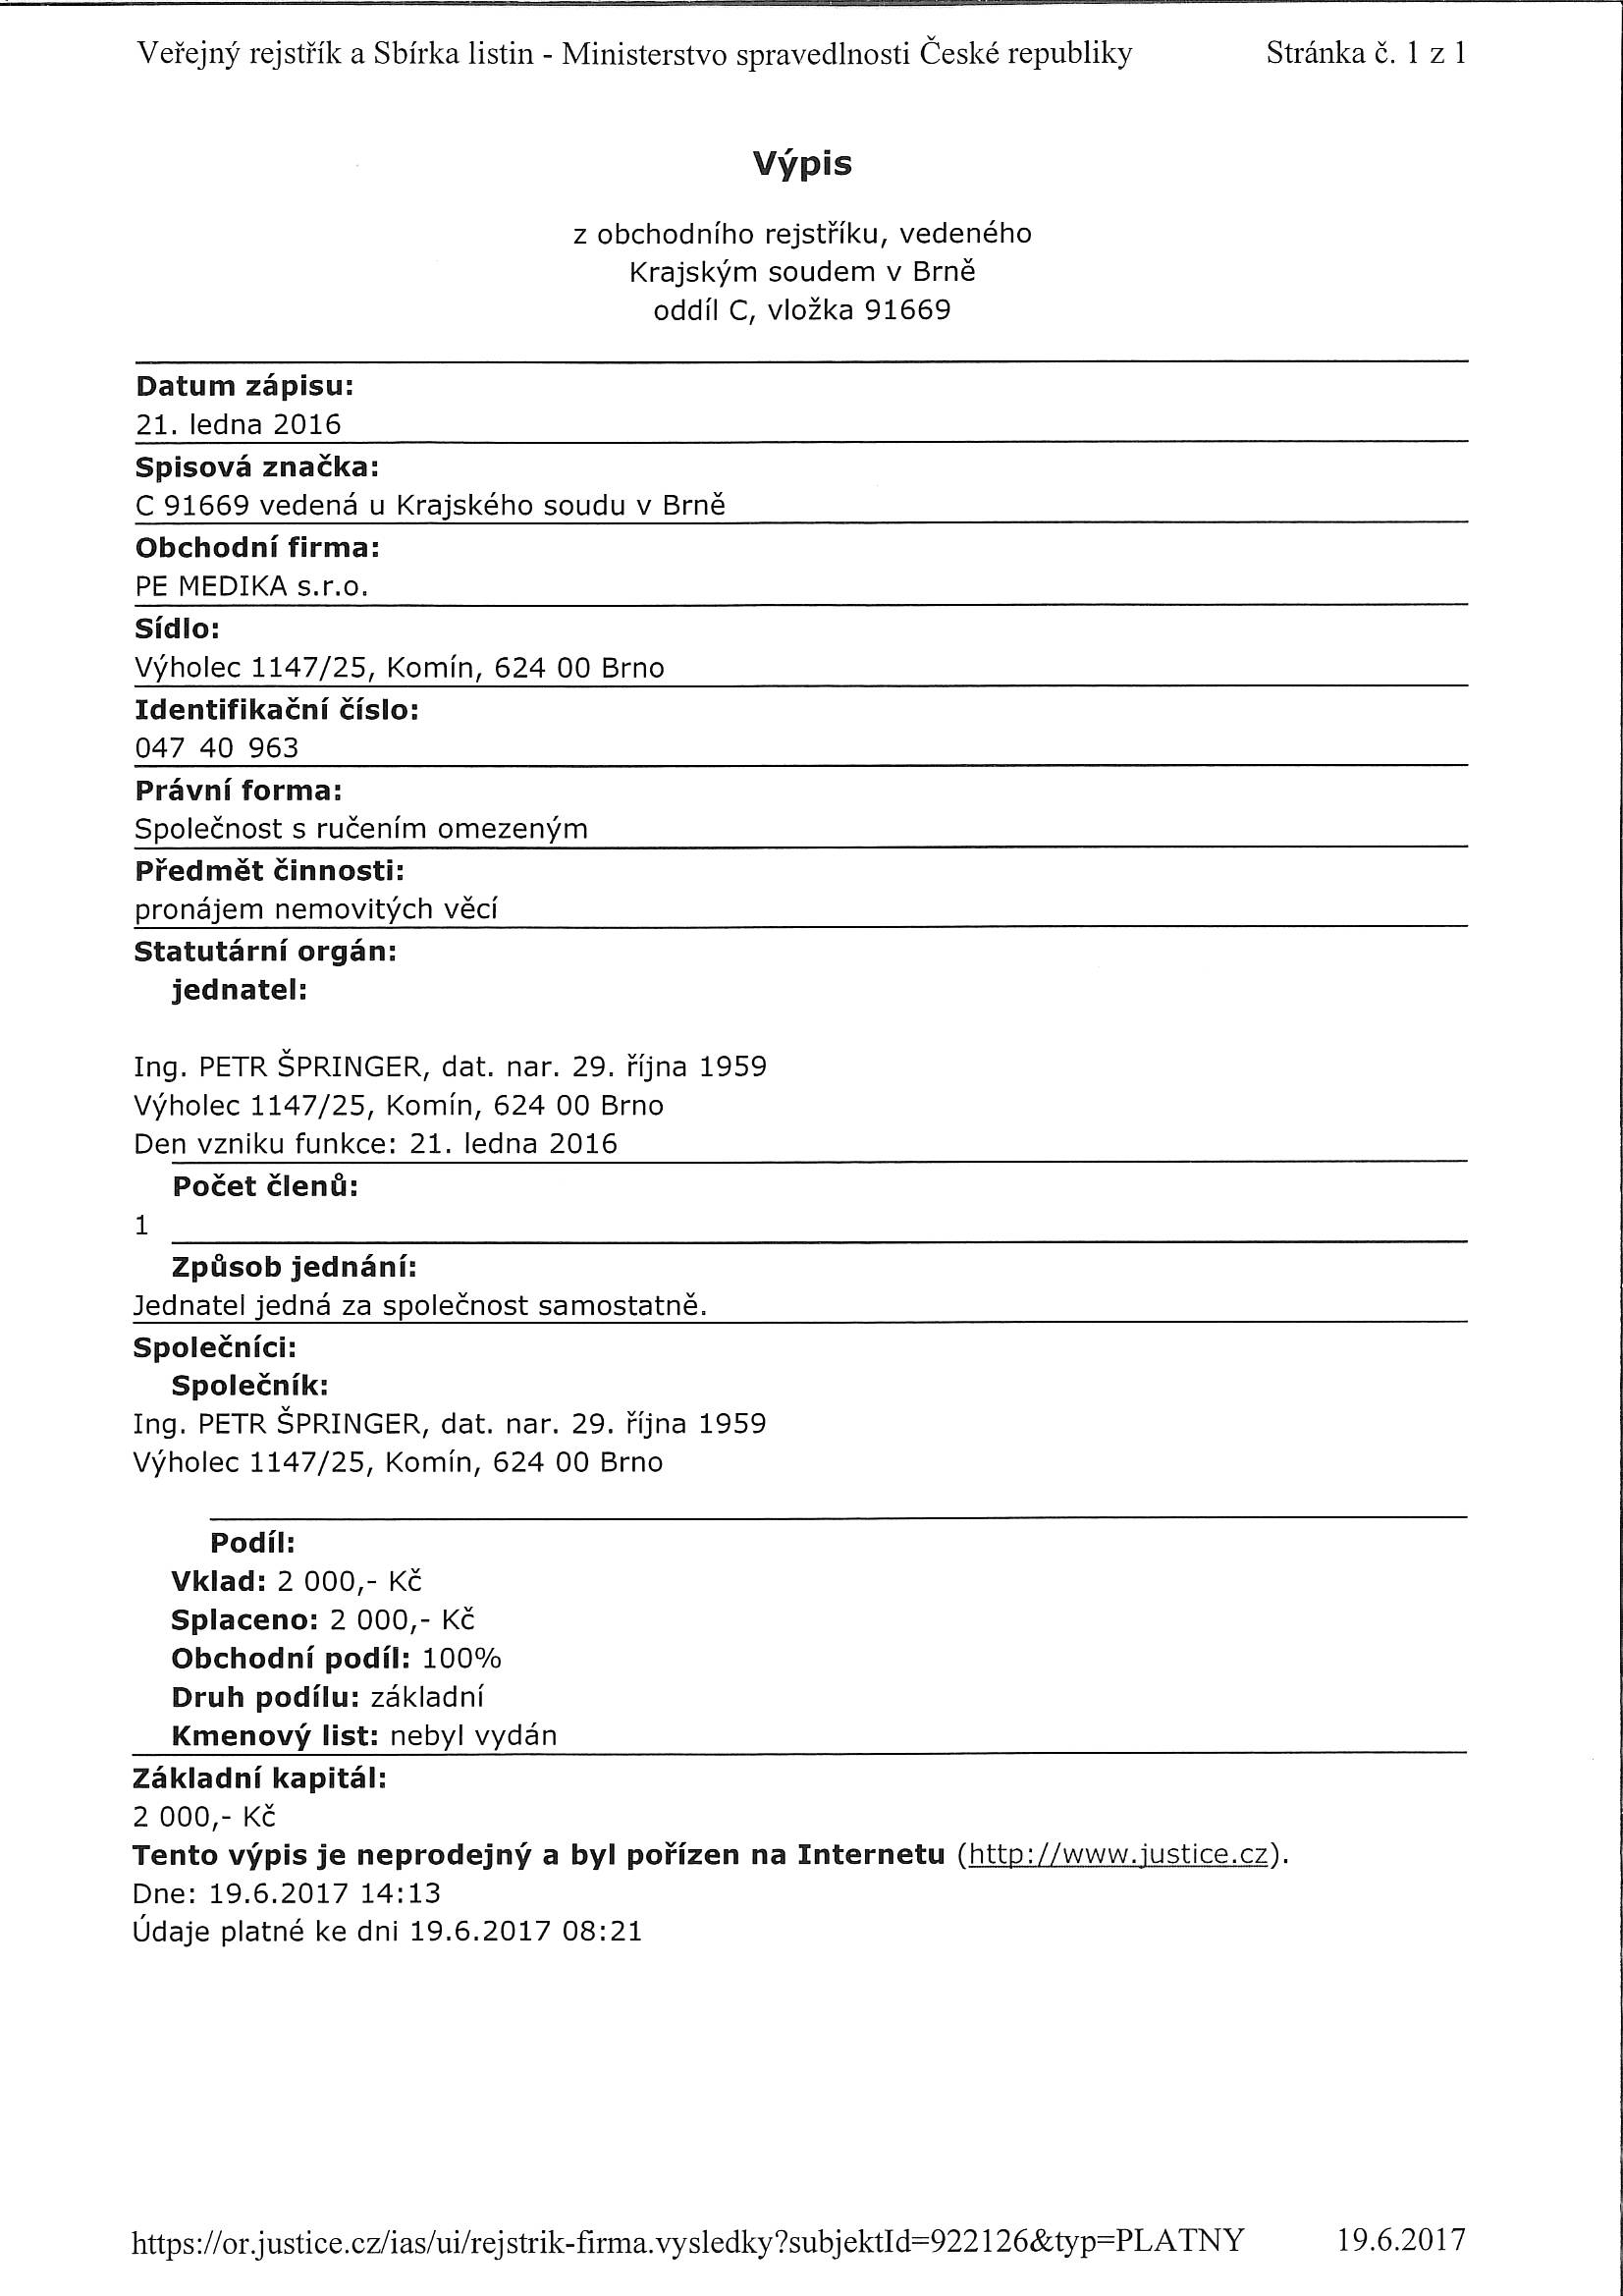 Veřejný rejstřík a Sbírka listin - Ministerstvo spravedlnosti České republiky Stránka č. 1 z 1
Výpis
z obchodního rejstříku, vedeného
Krajským soudem v Brně
oddíl C, vložka 91669
Datum zápisu:
21. ledna 2016
Spisová značka:
C 91669 vedená u Krajského soudu v Brně
Obchodní firma:
PE MEDIKA s.r.o.
Sídlo:
Výholec 1147/25, Komín, 624 00 Brno
Identifikační číslo:
047 40 963
Právní forma:
Společnost s ručením omezeným
Předmět činnosti:
pronájem nemovitých věcí
Statutární orgán:
jednatel:
Ing. PETR ŠPRINGER, dat. nar. 29. října 1959
Výholec 1147/25, Komín, 624 00 Brno
Den vzniku funkce: 21. ledna 2016
Počet členů:
1
Způsob jednání:
Jednatel jedná za společnost samostatně.
Společníci:
Společník:
Ing. PETR ŠPRINGER, dat. nar. 29. října 1959
Výholec 1147/25, Komín, 624 00 Brno
Podíl:
Vklad: 2 000,- Kč
Splaceno: 2 000,- Kč
Obchodní podíl: 100%
Druh podílu: základní
Kmenový list: nebyl vydán
Základní kapitál:
2 000,- Kč
Tento výpis je neprodejný a byl pořízen na Internetu (http://www.justice.cz).
Dne: 19.6.2017 14:13
Údaje platné ke dni 19.6.2017 08:21
https://or.justice.cz/ias/ui/rejstrik-firma.vysledky?subjektId=922126&typ=PLATNY 19.6.2017